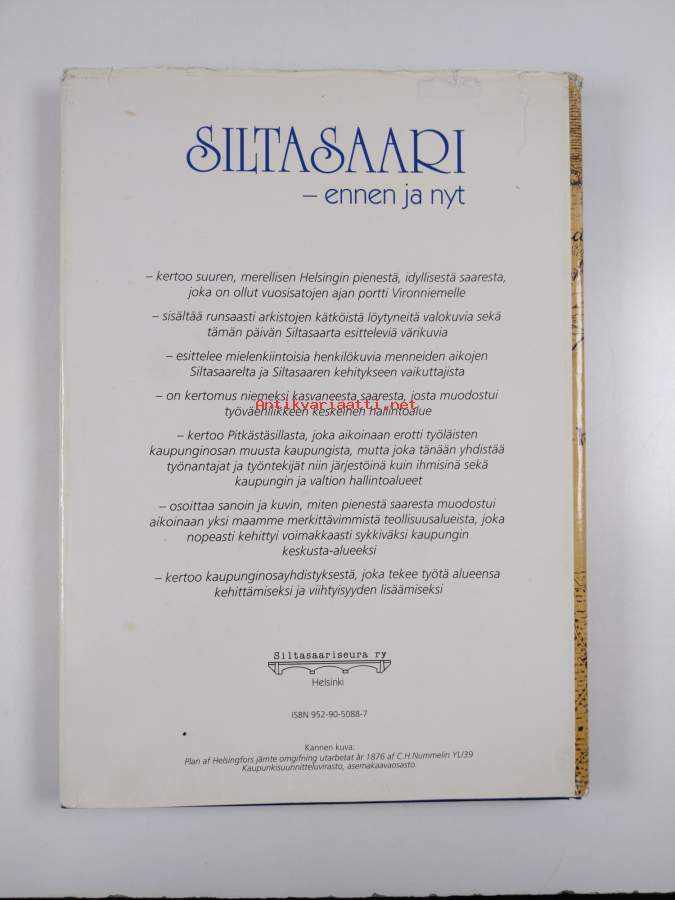 SILTASAARI
– ennen ja nyt
– kertoo suuren, merellisen Helsingin pienestä, idyllisestä saaresta,
joka on ollut vuosisatojen ajan portti Vironniemelle
– sisältää runsaasti arkistojen kätköistä löytyneitä valokuvia sekä
tämän päivän Siltasaarta esitteleviä värikuvia
– esittelee mielenkiintoisia henkilökuvia menneiden aikojen
Siltasaarelta ja Siltasaaren kehitykseen vaikuttajista
– on kertomus niemeksi kasvaneesta saaresta, josta muodostui
Antikvariaatti.net
työväenliikkeen keskeinen hallintoalue
– kertoo Pitkästäsillasta, joka aikoinaan erotti työläisten
kaupunginosan muusta kaupungista, mutta joka tänään yhdistää
työnantajat ja työntekijät niin järjestöinä kuin ihmisinä sekä
kaupungin ja valtion hallintoalueet
– osoittaa sanoin ja kuvin, miten pienestä saaresta muodostui
aikoinaan yksi maamme merkittävimmistä teollisuusalueista, joka
nopeasti kehittyi voimakkaasti sykkiväksi kaupungin
keskusta-alueeksi
– kertoo kaupunginosayhdistyksestä, joka tekee työtä alueensa
kehittämiseksi ja viihtyisyyden lisäämiseksi
Siltasaariseura ry
Helsinki
ISBN 952-90-5088-7
Kannen kuva:
Plan af Helsingfors jämte omgifning utarbetat år 1876 af C.H.Nummelin YL/39
Kaupunkisuunnitteluvirasto, asemakaavaosasto.